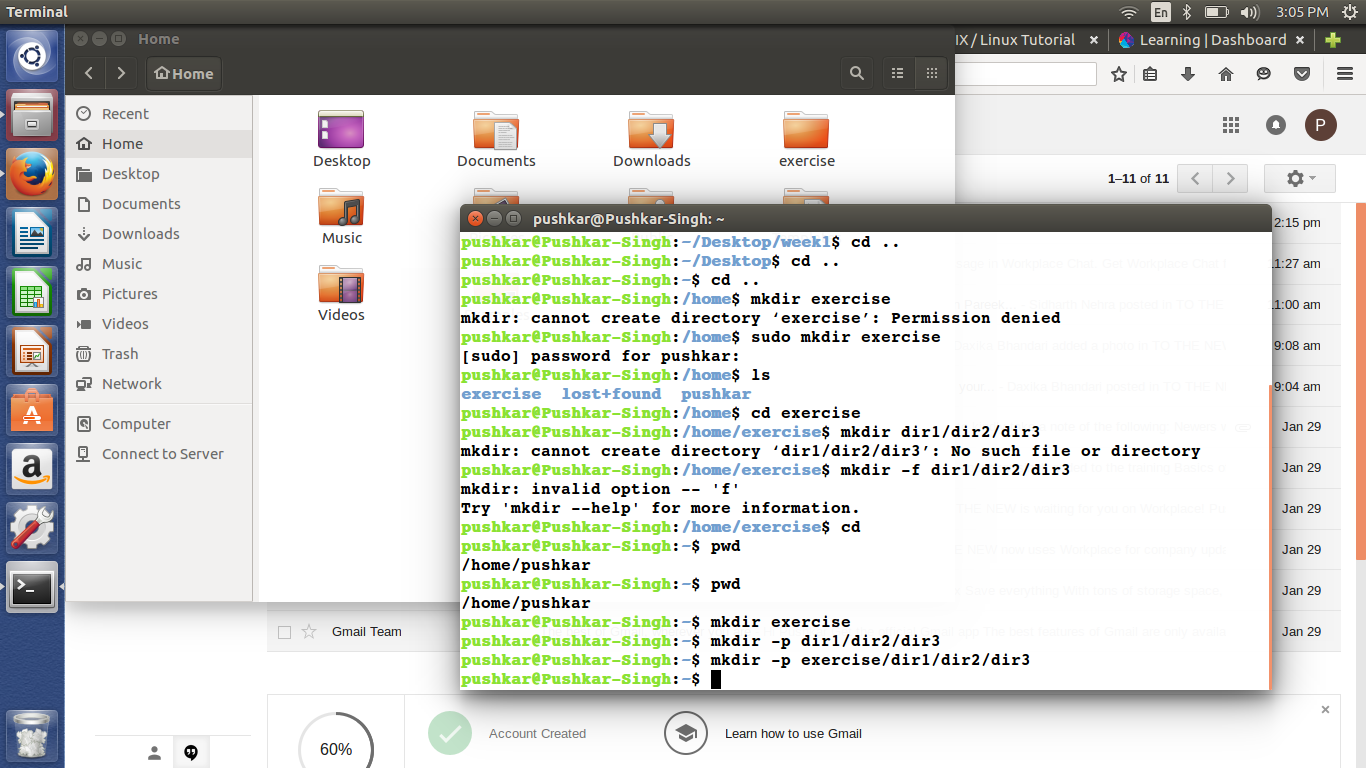 Terminal
En
3:05 PM
Home
IX / Linux Tutorial
Learning | Dashboard
Home
Recent
Home
Desktop
Documents
Downloads
Music
Pictures
Videos
Trash
Network
Computer
Connect to Server
Desktop
Documents
Downloads
exercise
Music
Videos
P
1–11 of 11
2:15 pm
11:27 am
11:00 am
9:08 am
9:04 am
Jan 29
Jan 29
Jan 29
Jan 29
Jan 29
Jan 29
pushkar@Pushkar-Singh: ~
pushkar@Pushkar-Singh:~/Desktop/week1$ cd ..
pushkar@Pushkar-Singh:~/Desktop$ cd ..
pushkar@Pushkar-Singh:~$ cd ..
pushkar@Pushkar-Singh:/home$ mkdir exercise
mkdir: cannot create directory ‘exercise’: Permission denied
pushkar@Pushkar-Singh:/home$ sudo mkdir exercise
[sudo] password for pushkar:
pushkar@Pushkar-Singh:/home$ ls
exercise lost+found pushkar
pushkar@Pushkar-Singh:/home$ cd exercise
pushkar@Pushkar-Singh:/home/exercise$ mkdir dir1/dir2/dir3
mkdir: cannot create directory ‘dir1/dir2/dir3’: No such file or directory
pushkar@Pushkar-Singh:/home/exercise$ mkdir -f dir1/dir2/dir3
mkdir: invalid option -- 'f'
Try 'mkdir --help' for more information.
pushkar@Pushkar-Singh:/home/exercise$ cd
pushkar@Pushkar-Singh:~$ pwd
/home/pushkar
pushkar@Pushkar-Singh:~$ pwd
/home/pushkar
pushkar@Pushkar-Singh:~$ mkdir exercise
pushkar@Pushkar-Singh:~$ mkdir -p dir1/dir2/dir3
pushkar@Pushkar-Singh:~$ mkdir -p exercise/dir1/dir2/dir3
pushkar@Pushkar-Singh:~$
Gmail Team
60%
Account Created
Learn how to use Gmail